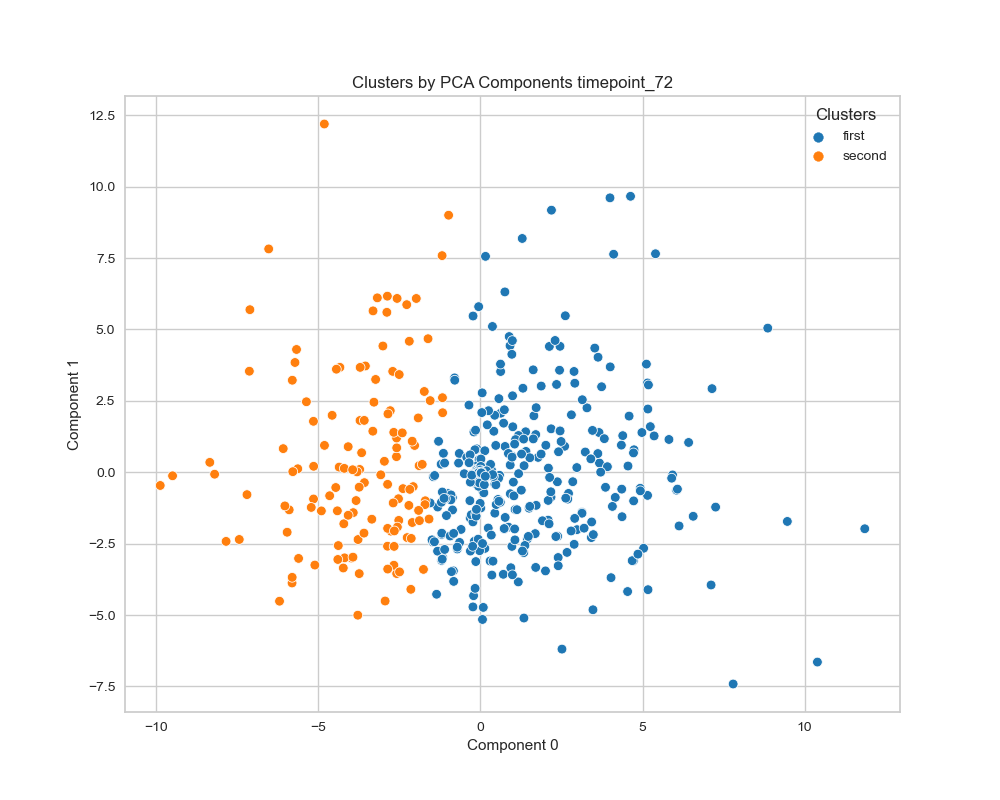 Clusters by PCA Components timepoint_72
Clusters
first
second
12.5
10.0
7.5
5.0
2.5
0.0
−2.5
−5.0
−7.5
Component 1
−10
−5
0
5
10
Component 0